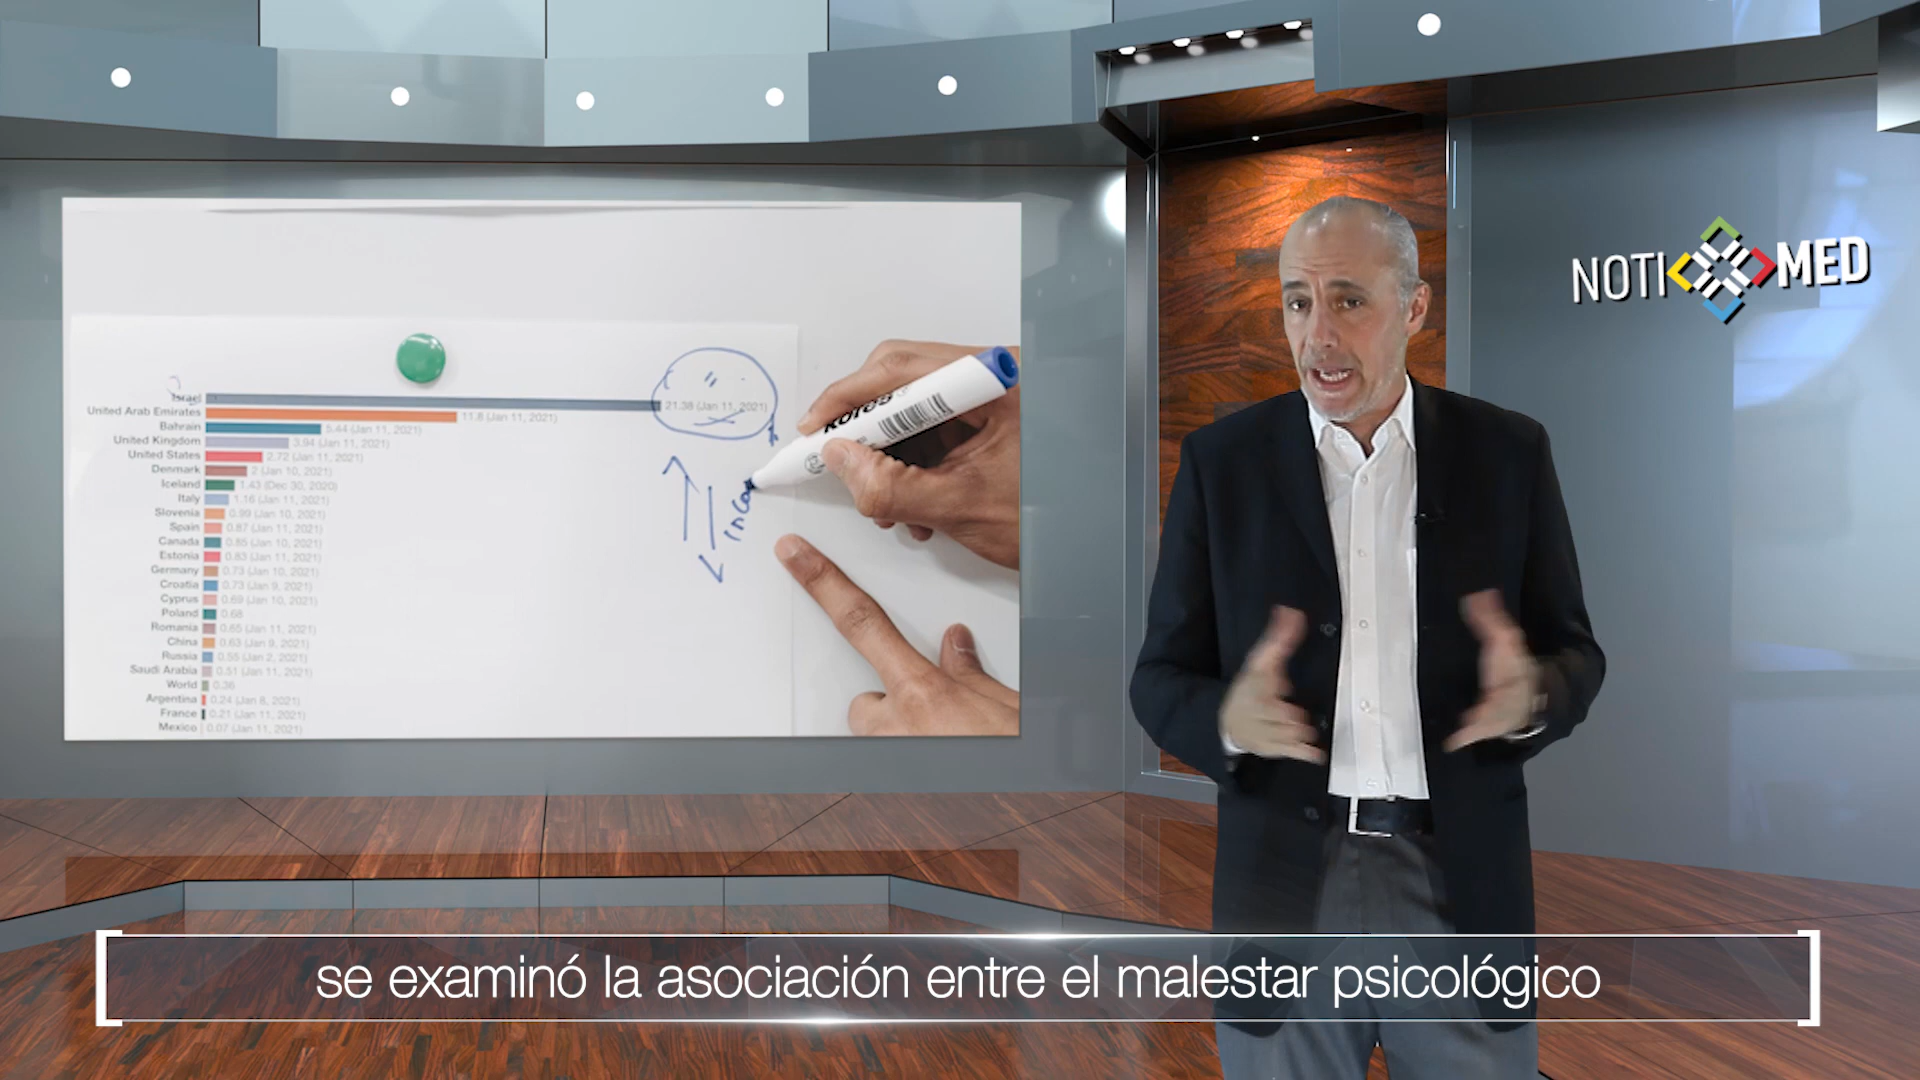 NOTI MED
Israel 21.38 (Jan 11, 2021)
United Arab Emirates 11.8 (Jan 11, 2021)
Bahrain 5.44 (Jan 11, 2021)
United Kingdom 3.94 (Jan 11, 2021)
United States 2.72 (Jan 11, 2021)
Denmark 2 (Jan 10, 2021)
Iceland 1.43 (Dec 30, 2020)
Italy 1.16 (Jan 11, 2021)
Slovenia 0.99 (Jan 10, 2021)
Spain 0.87 (Jan 11, 2021)
Canada 0.85 (Jan 10, 2021)
Estonia 0.83 (Jan 11, 2021)
Germany 0.73 (Jan 10, 2021)
Croatia 0.73 (Jan 9, 2021)
Cyprus 0.69 (Jan 10, 2021)
Poland 0.68
Romania 0.65 (Jan 11, 2021)
China 0.63 (Jan 9, 2021)
Russia 0.55 (Jan 2, 2021)
Saudi Arabia 0.51 (Jan 11, 2021)
World 0.36
Argentina 0.24 (Jan 8, 2021)
France 0.21 (Jan 11, 2021)
Mexico 0.07 (Jan 11, 2021)
kores
se examinó la asociación entre el malestar psicológico